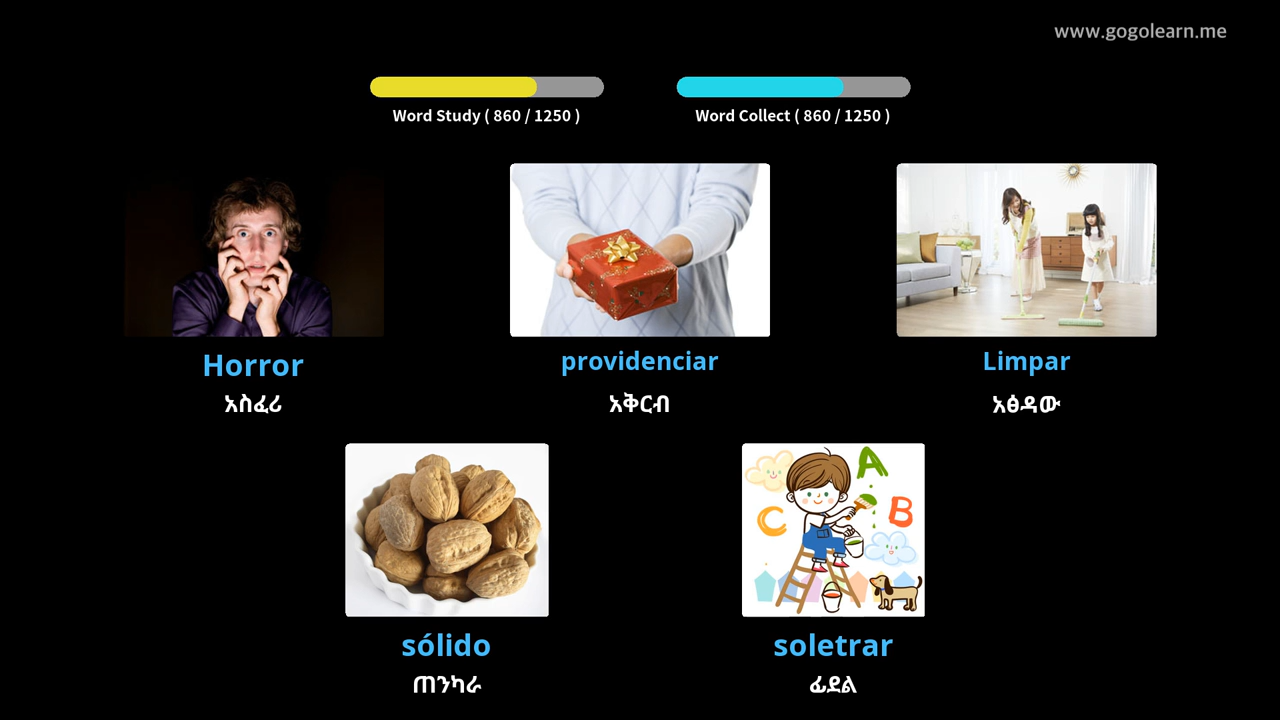 www.gogolearn.me
Word Study ( 860 / 1250 )
Word Collect ( 860 / 1250 )
Horror
providenciar
Limpar
አስፈሪ
አቅርብ
አፅዳው
A
B
C
sólido
soletrar
ጠንካራ
ፊደል